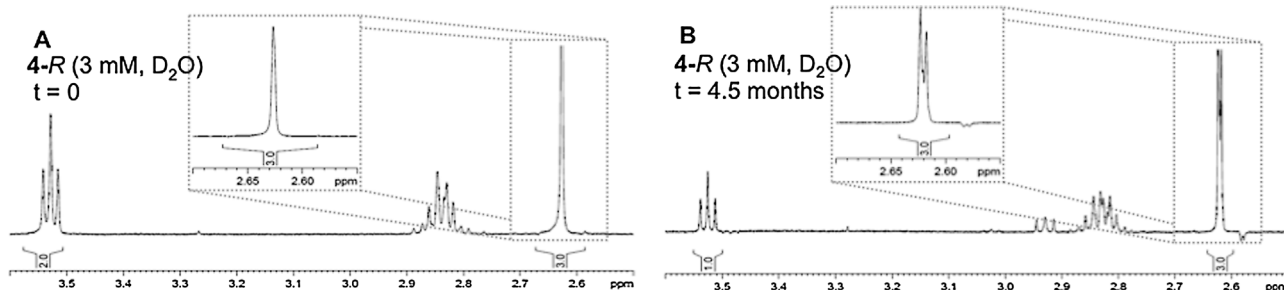 A
4-R (3 mM, D2O)
t = 0
3.0
2.65 2.60 ppm
2.0
3.0
3.5 3.4 3.3 3.2 3.1 3.0 2.9 2.8 2.7 2.6 ppm
B
4-R (3 mM, D2O)
t = 4.5 months
3.0
2.65 2.60 ppm
1.0
3.0
3.5 3.4 3.3 3.2 3.1 3.0 2.9 2.8 2.7 2.6 ppm